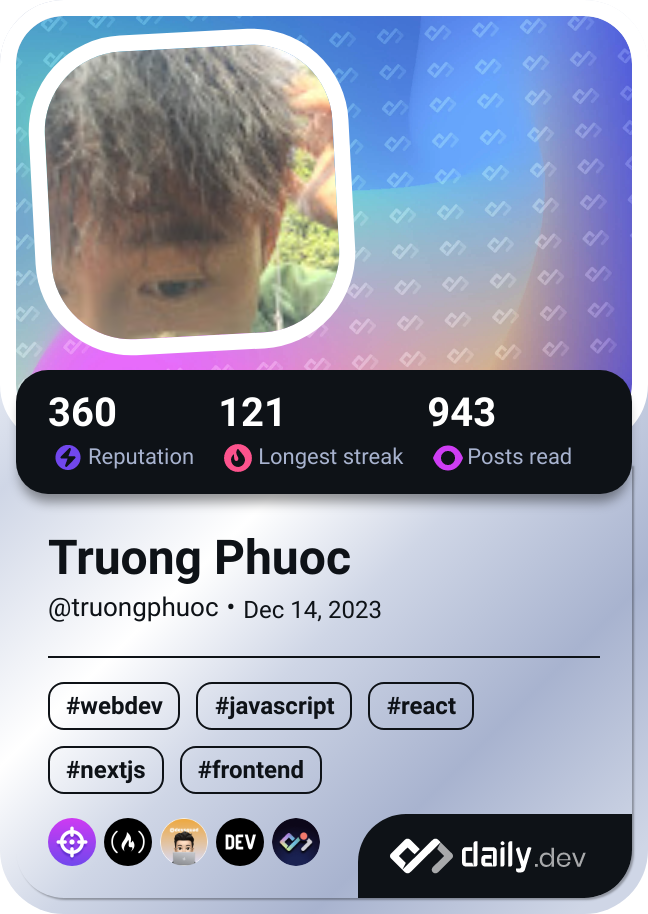 360 121 943
Reputation Longest streak Posts read
Truong Phuoc
@truongphuoc • Dec 14, 2023
#webdev #javascript #react
#nextjs #frontend
DEV
daily.dev